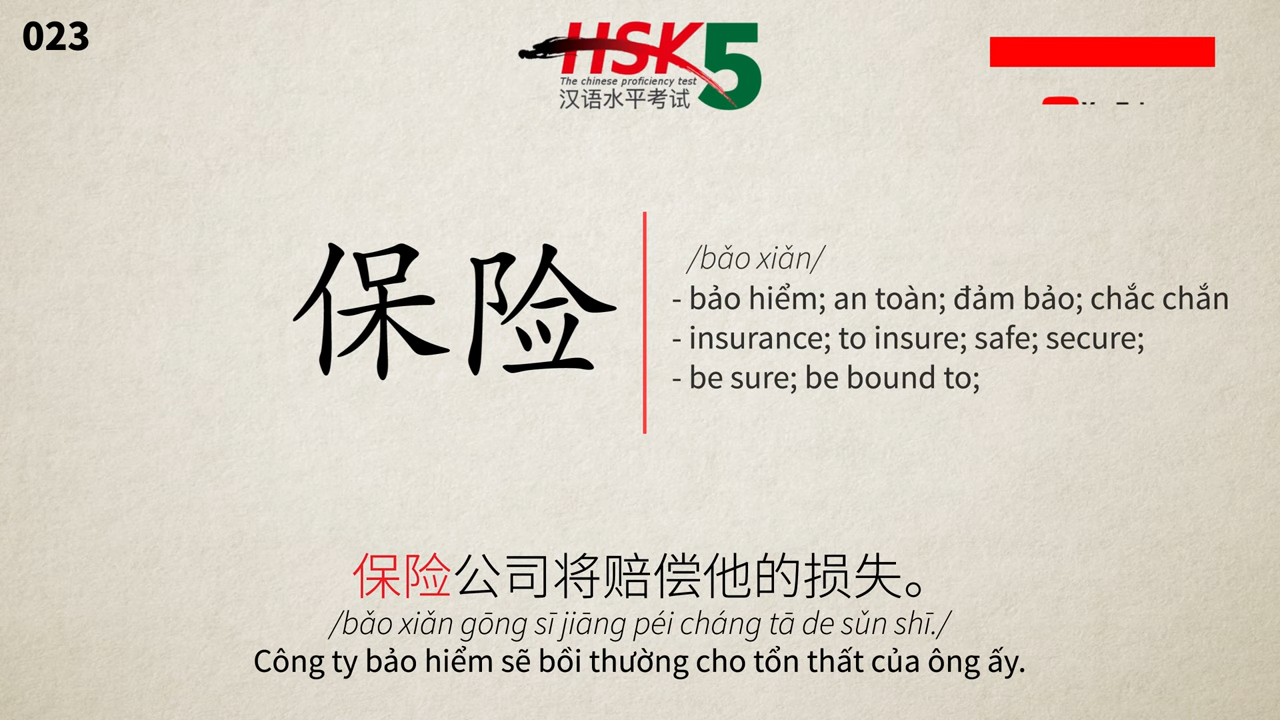 023
HSK5
The chinese proficiency test
汉语水平考试
保险
/bǎo xiǎn/
- bảo hiểm; an toàn; đảm bảo; chắc chắn
- insurance; to insure; safe; secure;
- be sure; be bound to;
保险公司将赔偿他的损失。
/bǎo xiǎn gōng sī jiāng péi cháng tā de sǔn shī./
Công ty bảo hiểm sẽ bồi thường cho tổn thất của ông ấy.